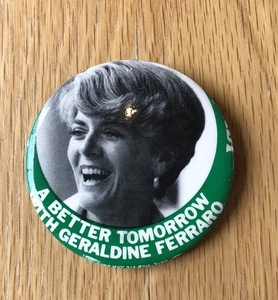 A BETTER TOMORROW
WITH GERALDINE FERRARO